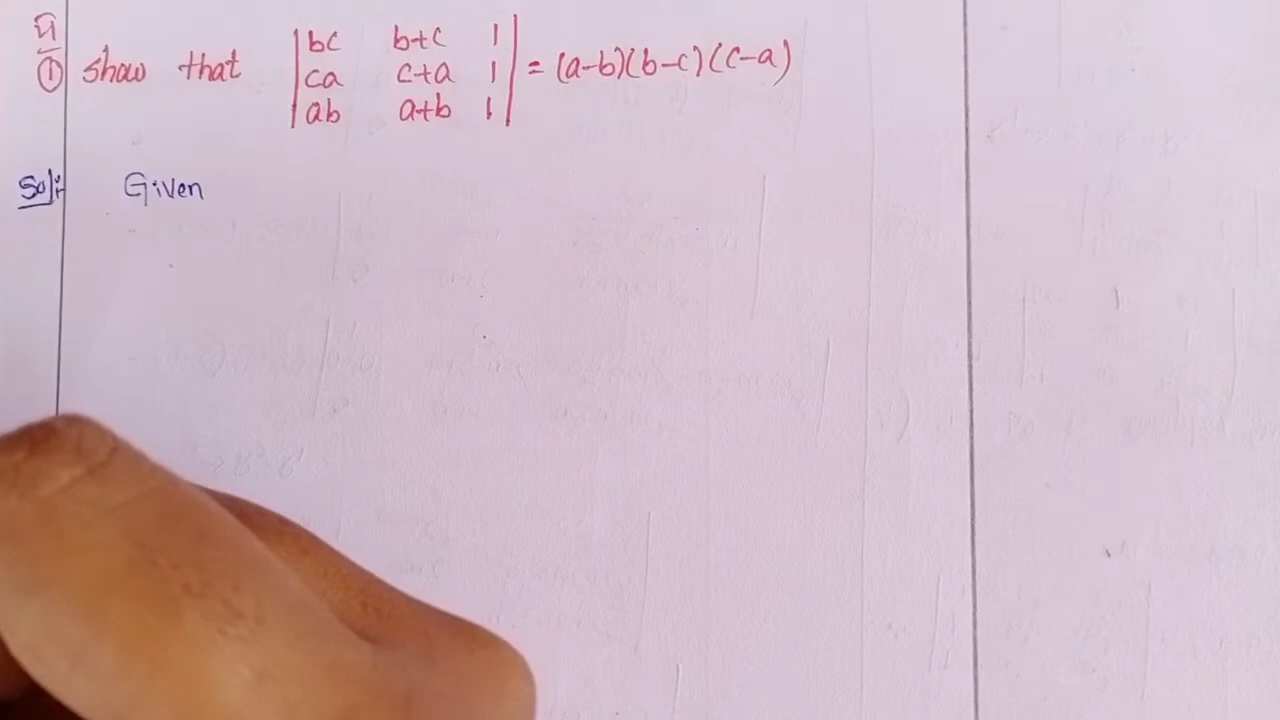 ①
show that | bc b+c 1 |
| ca c+a 1 | = (a-b)(b-c)(c-a)
| ab a+b 1 |
Sol:- Given